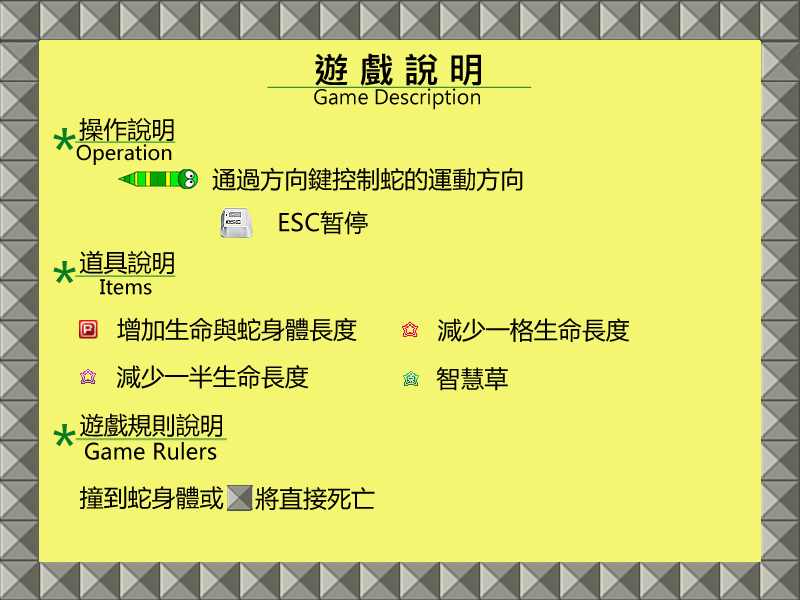 遊戲說明
Game Description
操作說明
Operation
通過方向鍵控制蛇的運動方向
ESC
ESC暫停
道具說明
Items
P 增加生命與蛇身體長度
減少一格生命長度
減少一半生命長度
智慧草
遊戲規則說明
Game Rulers
撞到蛇身體或將直接死亡